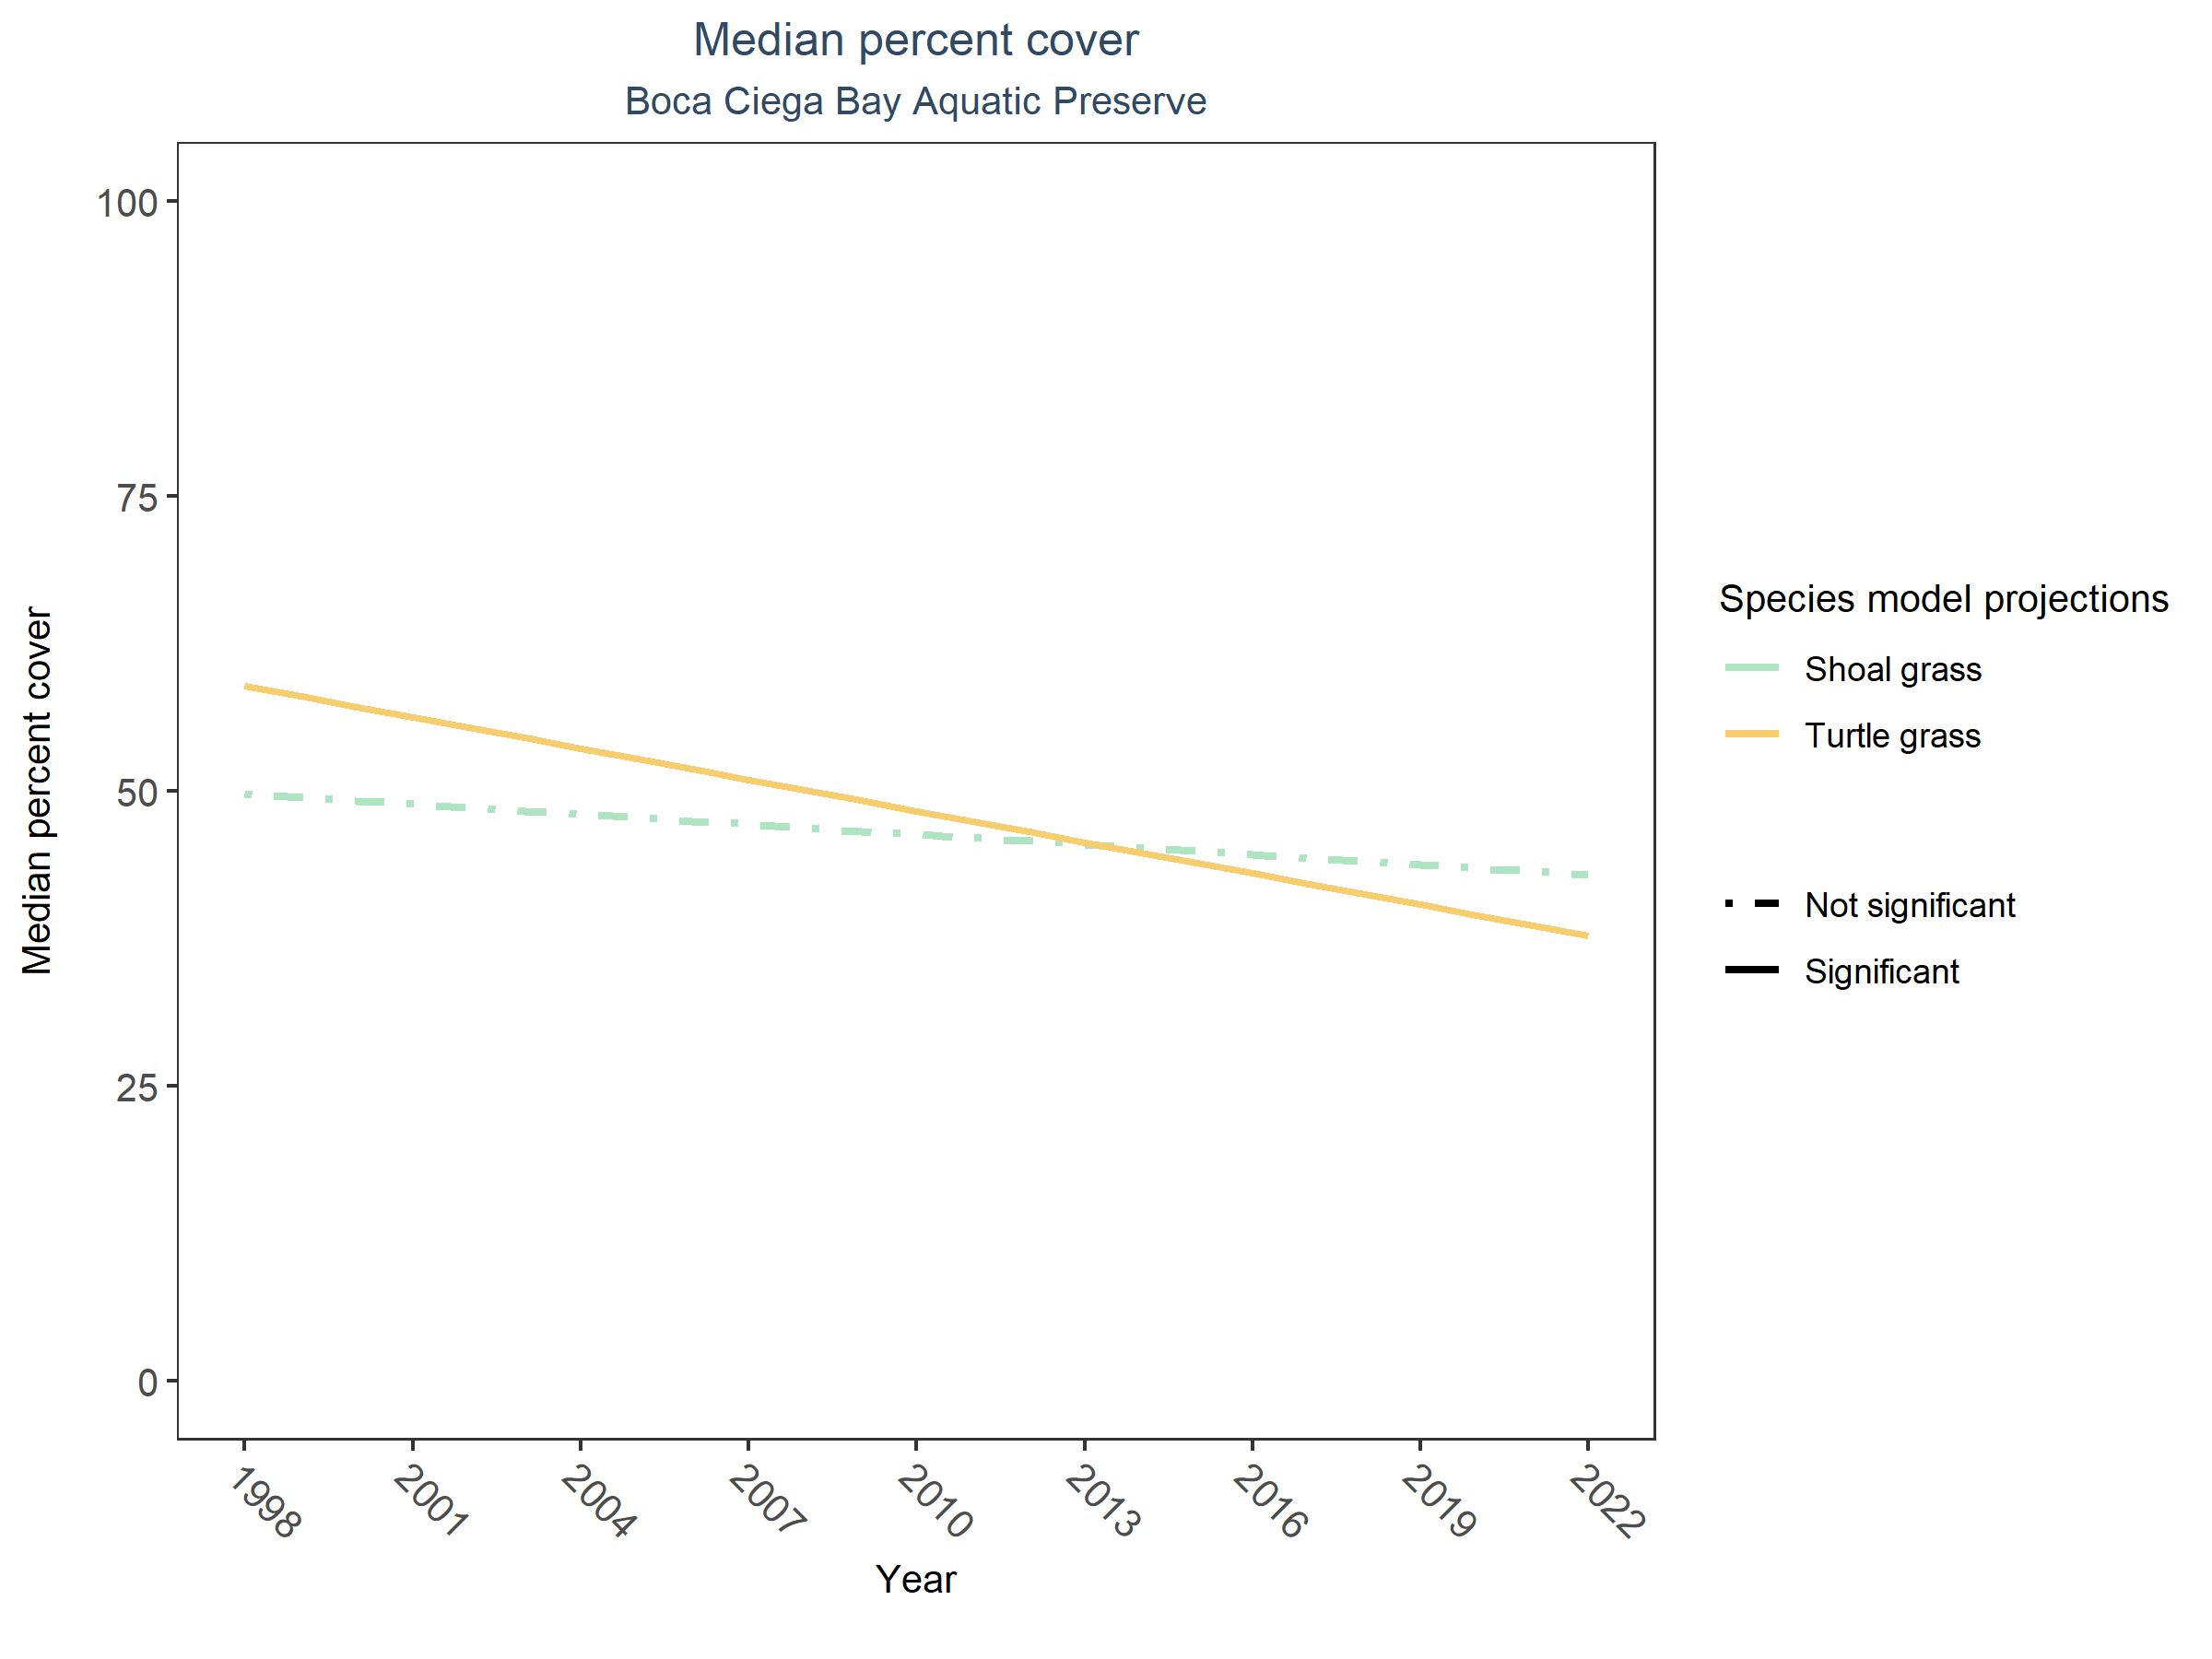 Median percent cover
Boca Ciega Bay Aquatic Preserve
Median percent cover
100
75
50
25
0
1998
2001
2004
2007
2010
2013
2016
2019
2022
Year
Species model projections
Shoal grass
Turtle grass
Not significant
Significant